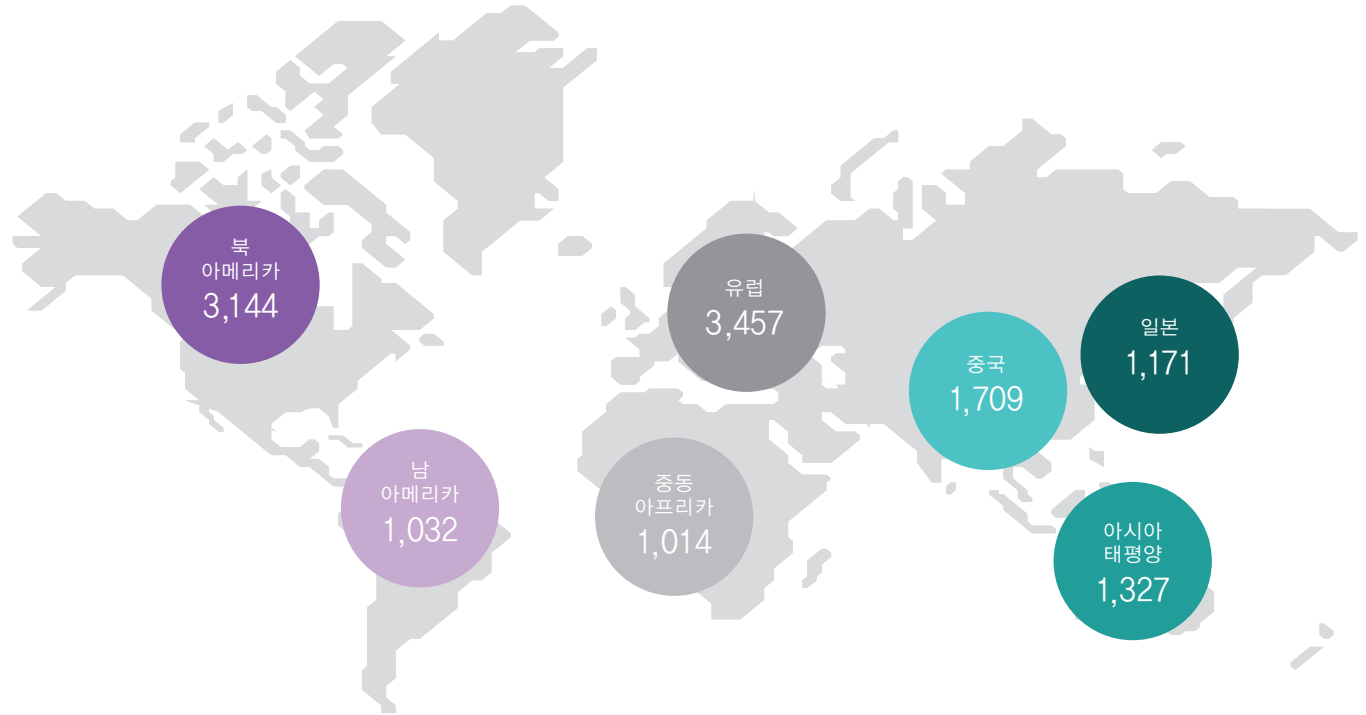 북
아메리카
3,144
유럽
3,457
중국
1,709
일본
1,171
남
아메리카
1,032
중동
아프리카
1,014
아시아
태평양
1,327